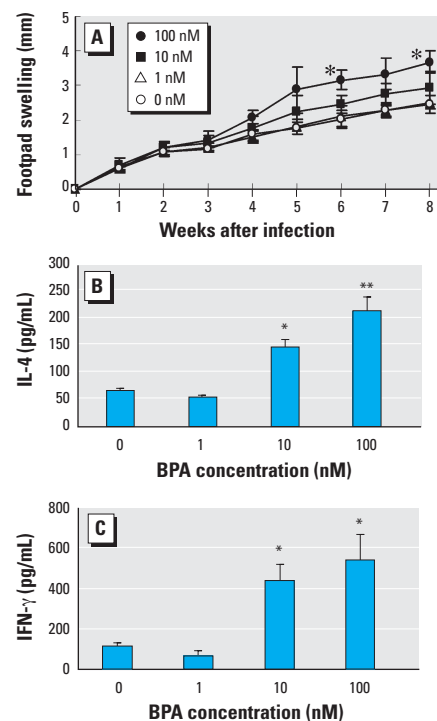 A
100 nM
10 nM
1 nM
0 nM
Footpad swelling (mm)
5
4
3
2
1
0
*
*
0 1 2 3 4 5 6 7 8
Weeks after infection
B
IL-4 (pg/mL)
300
250
200
150
100
50
0
*
**
0 1 10 100
BPA concentration (nM)
C
IFN-γ (pg/mL)
800
600
400
200
0
*
*
0 1 10 100
BPA concentration (nM)